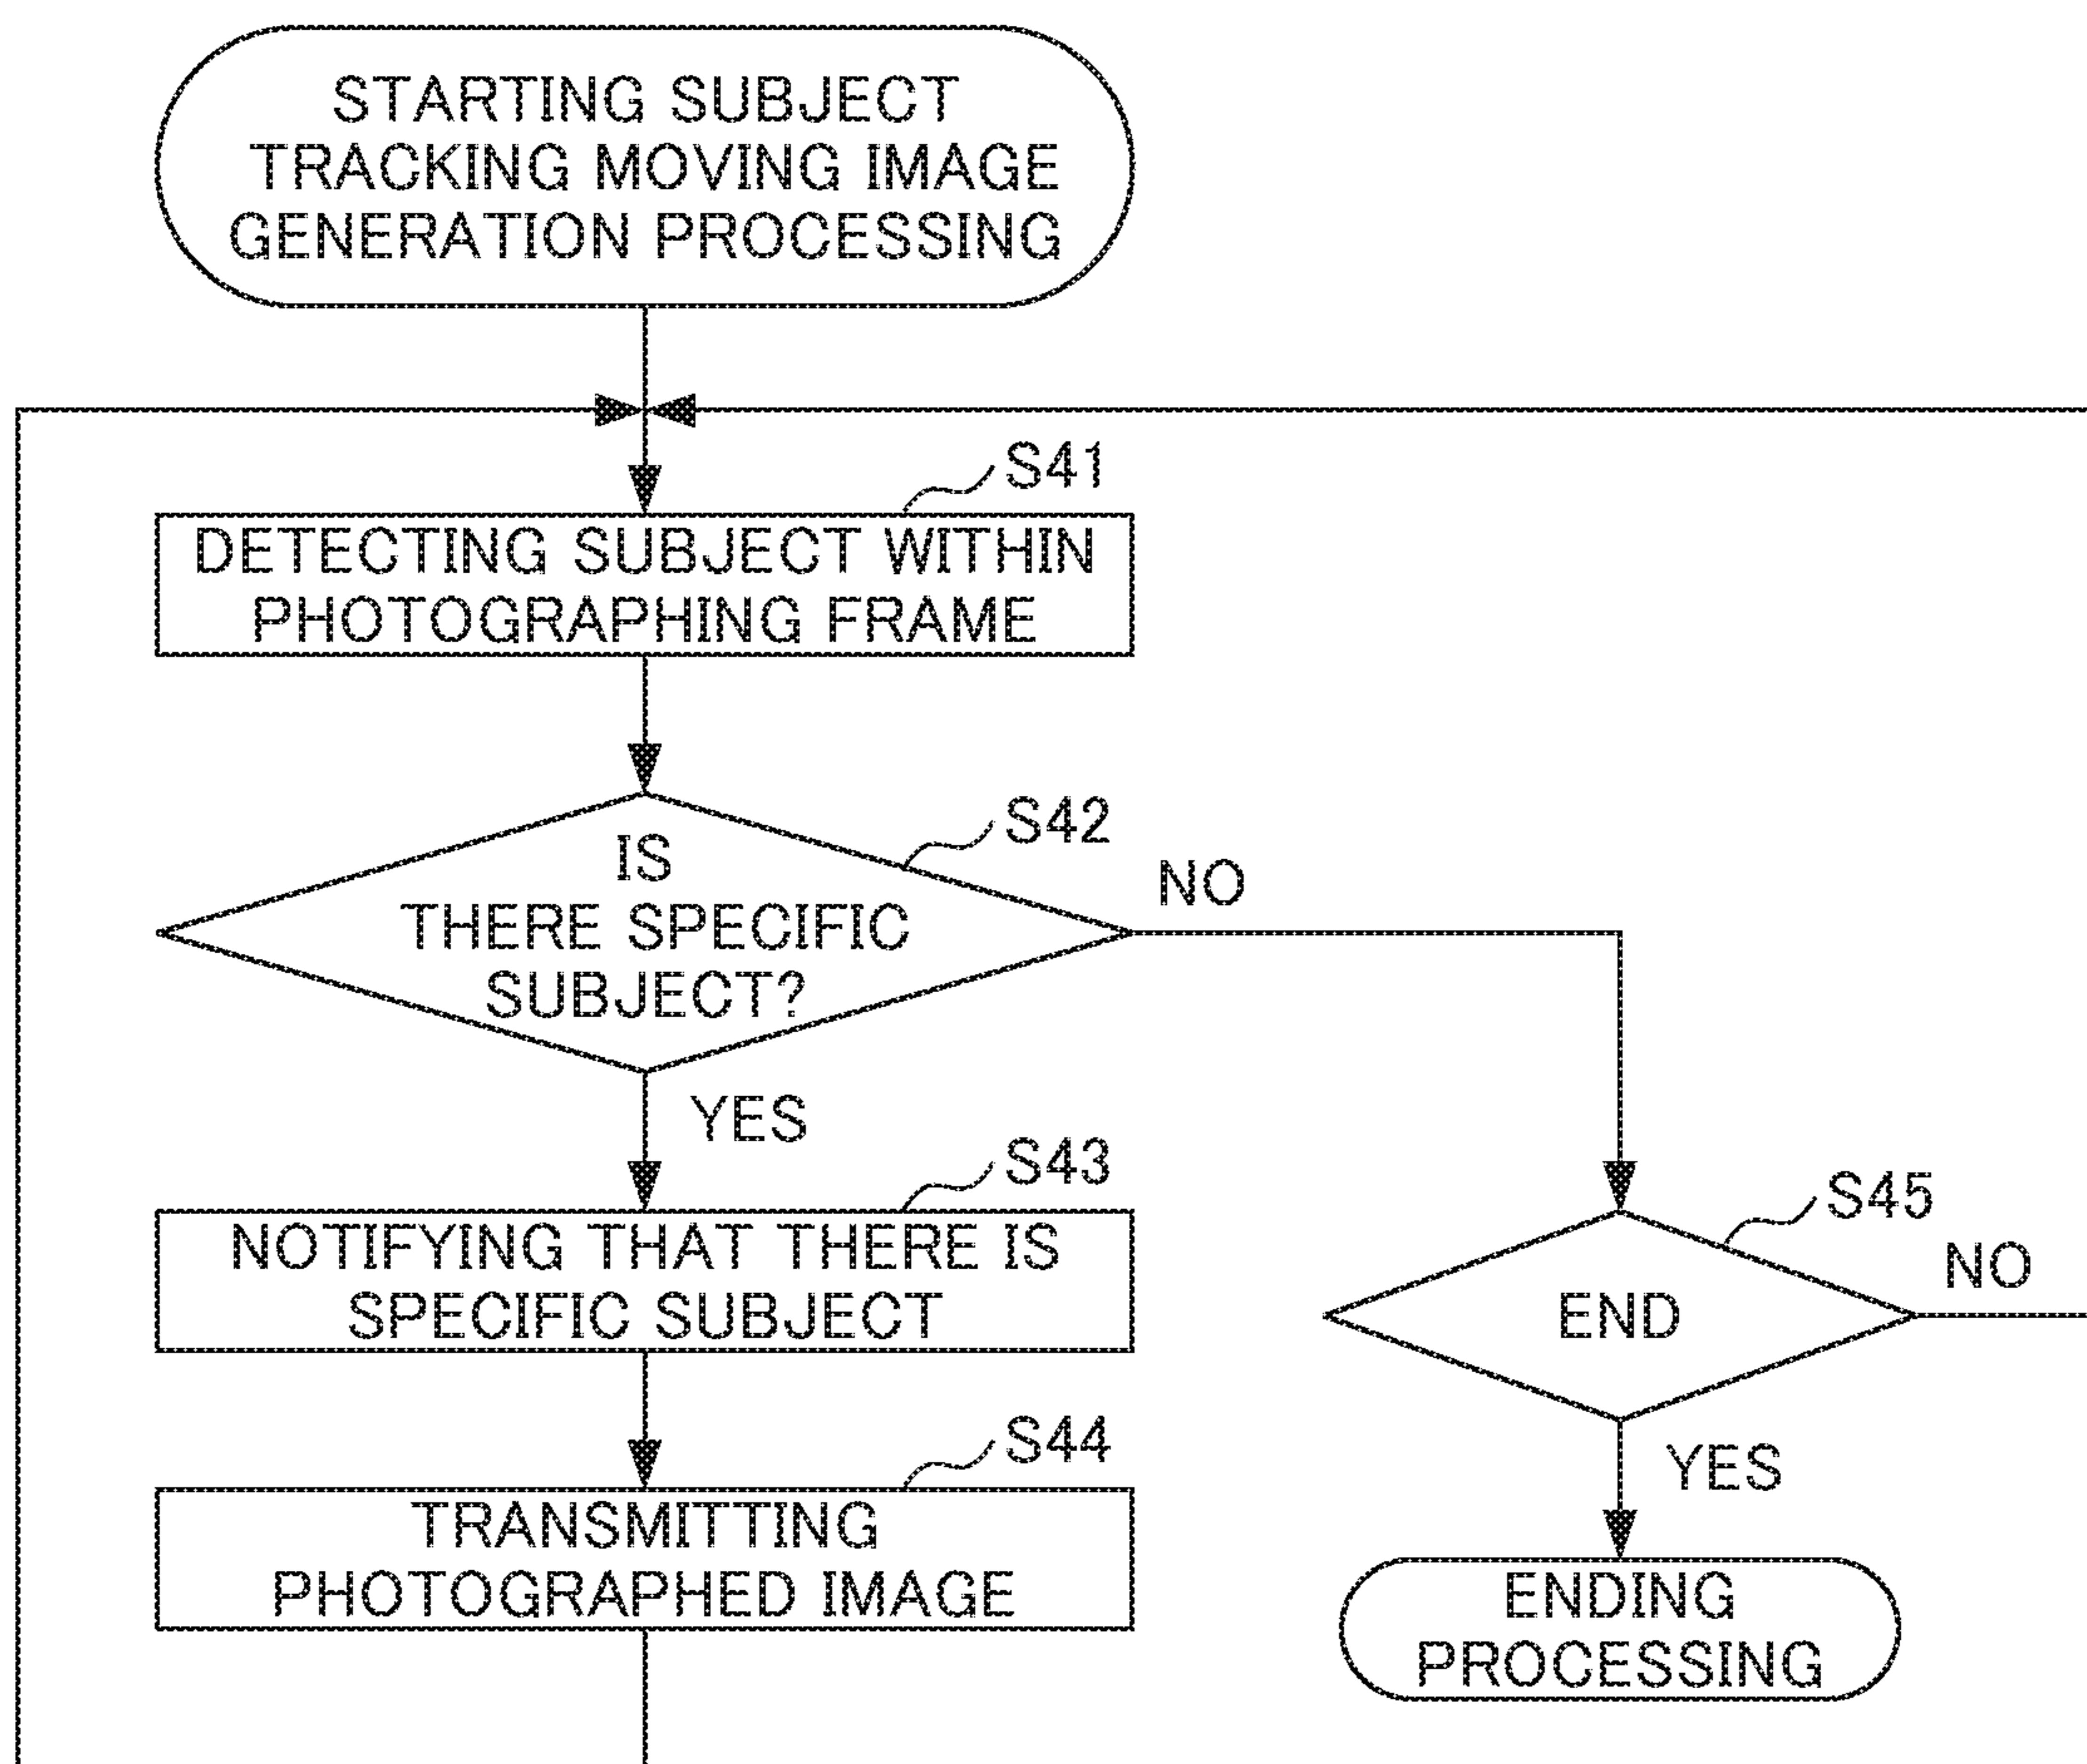 STARTING SUBJECT
TRACKING MOVING IMAGE
GENERATION PROCESSING
S41
DETECTING SUBJECT WITHIN
PHOTOGRAPHING FRAME
S42
IS
THERE SPECIFIC
SUBJECT?
NO
YES
S43
NOTIFYING THAT THERE IS
SPECIFIC SUBJECT
S44
TRANSMITTING
PHOTOGRAPHED IMAGE
S45
END
NO
YES
ENDING
PROCESSING